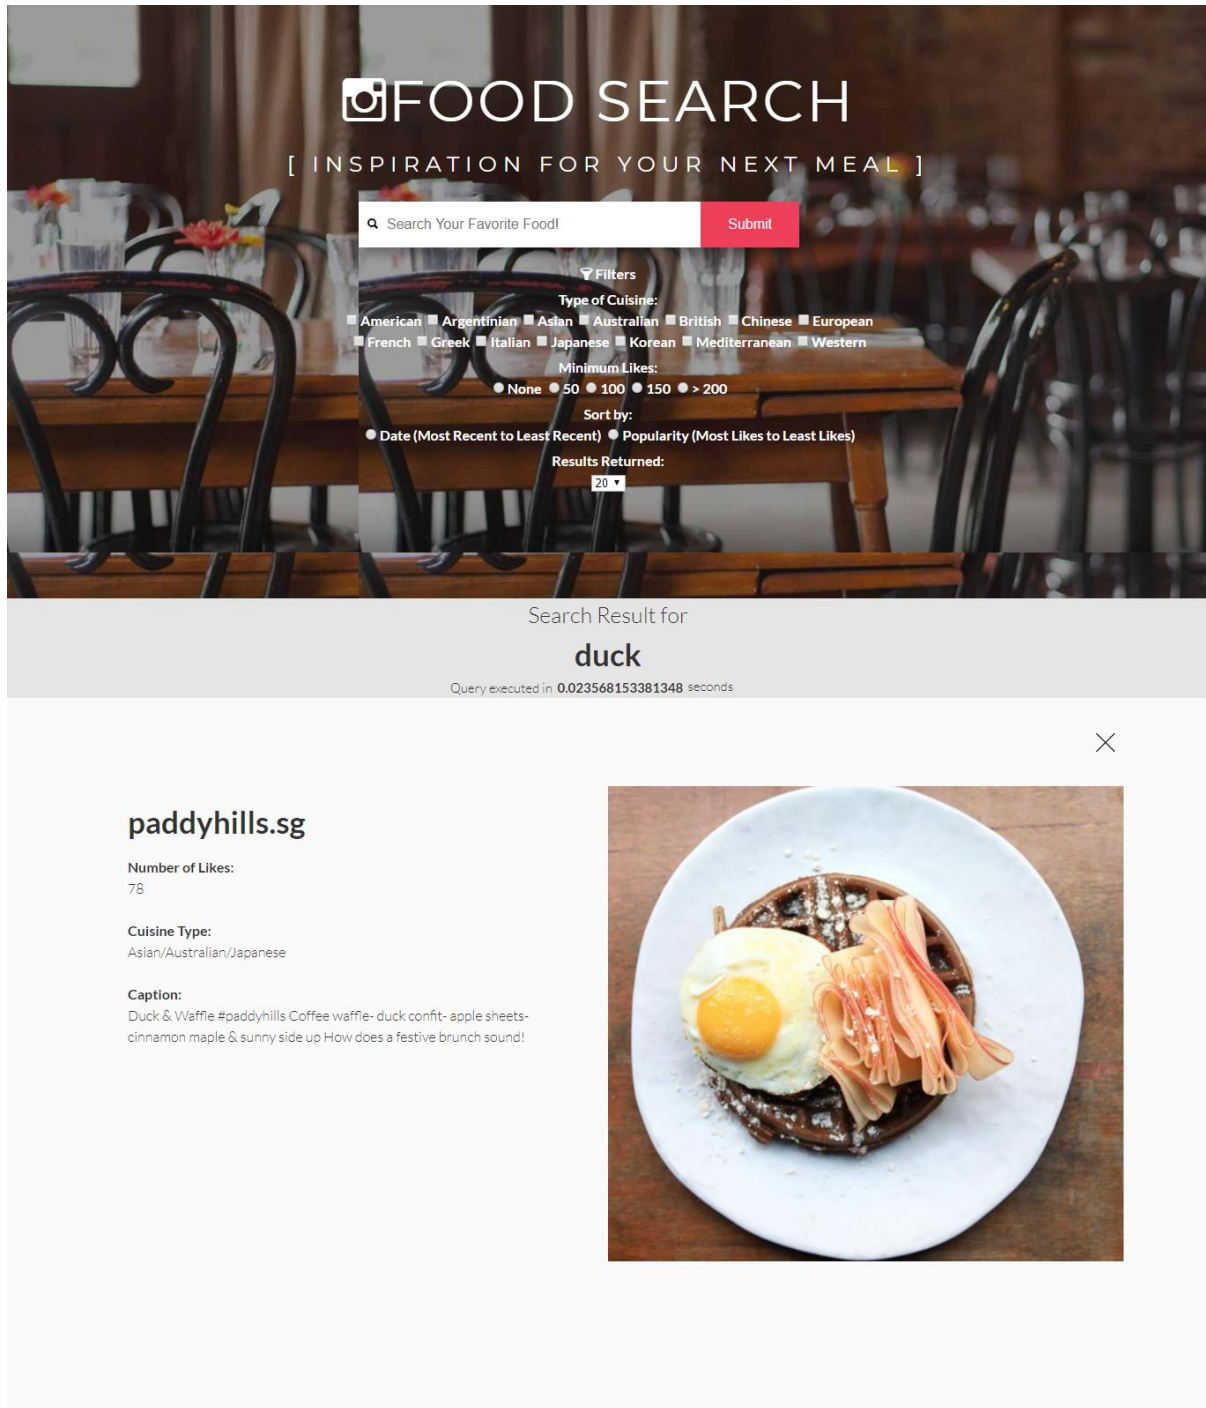 FOOD SEARCH
[ INSPIRATION FOR YOUR NEXT MEAL ]
Search Your Favorite Food! Submit
Filters
Type of Cuisine:
American Argentinian Asian Australian British Chinese European
French Greek Italian Japanese Korean Mediterranean Western
Minimum Likes:
None 50 100 150 > 200
Sort by:
Date (Most Recent to Least Recent) Popularity (Most Likes to Least Likes)
Results Returned:
20
Search Result for
duck
Query executed in 0.023568153381348 seconds
paddyhills.sg
Number of Likes:
78
Cuisine Type:
Asian/Australian/Japanese
Caption:
Duck & Waffle #paddyhills Coffee waffle- duck confit- apple sheets-
cinnamon maple & sunny side up How does a festive brunch sound!